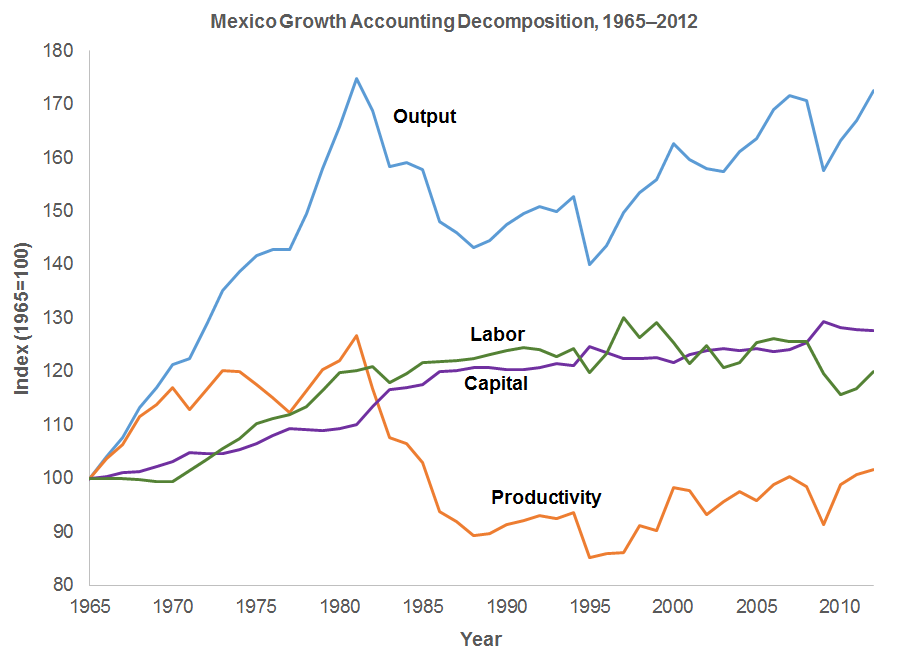 Mexico Growth Accounting Decomposition, 1965–2012
180
170
160
150
140
130
120
110
100
90
80
Index (1965=100)
Output
Labor
Capital
Productivity
1965 1970 1975 1980 1985 1990 1995 2000 2005 2010
Year